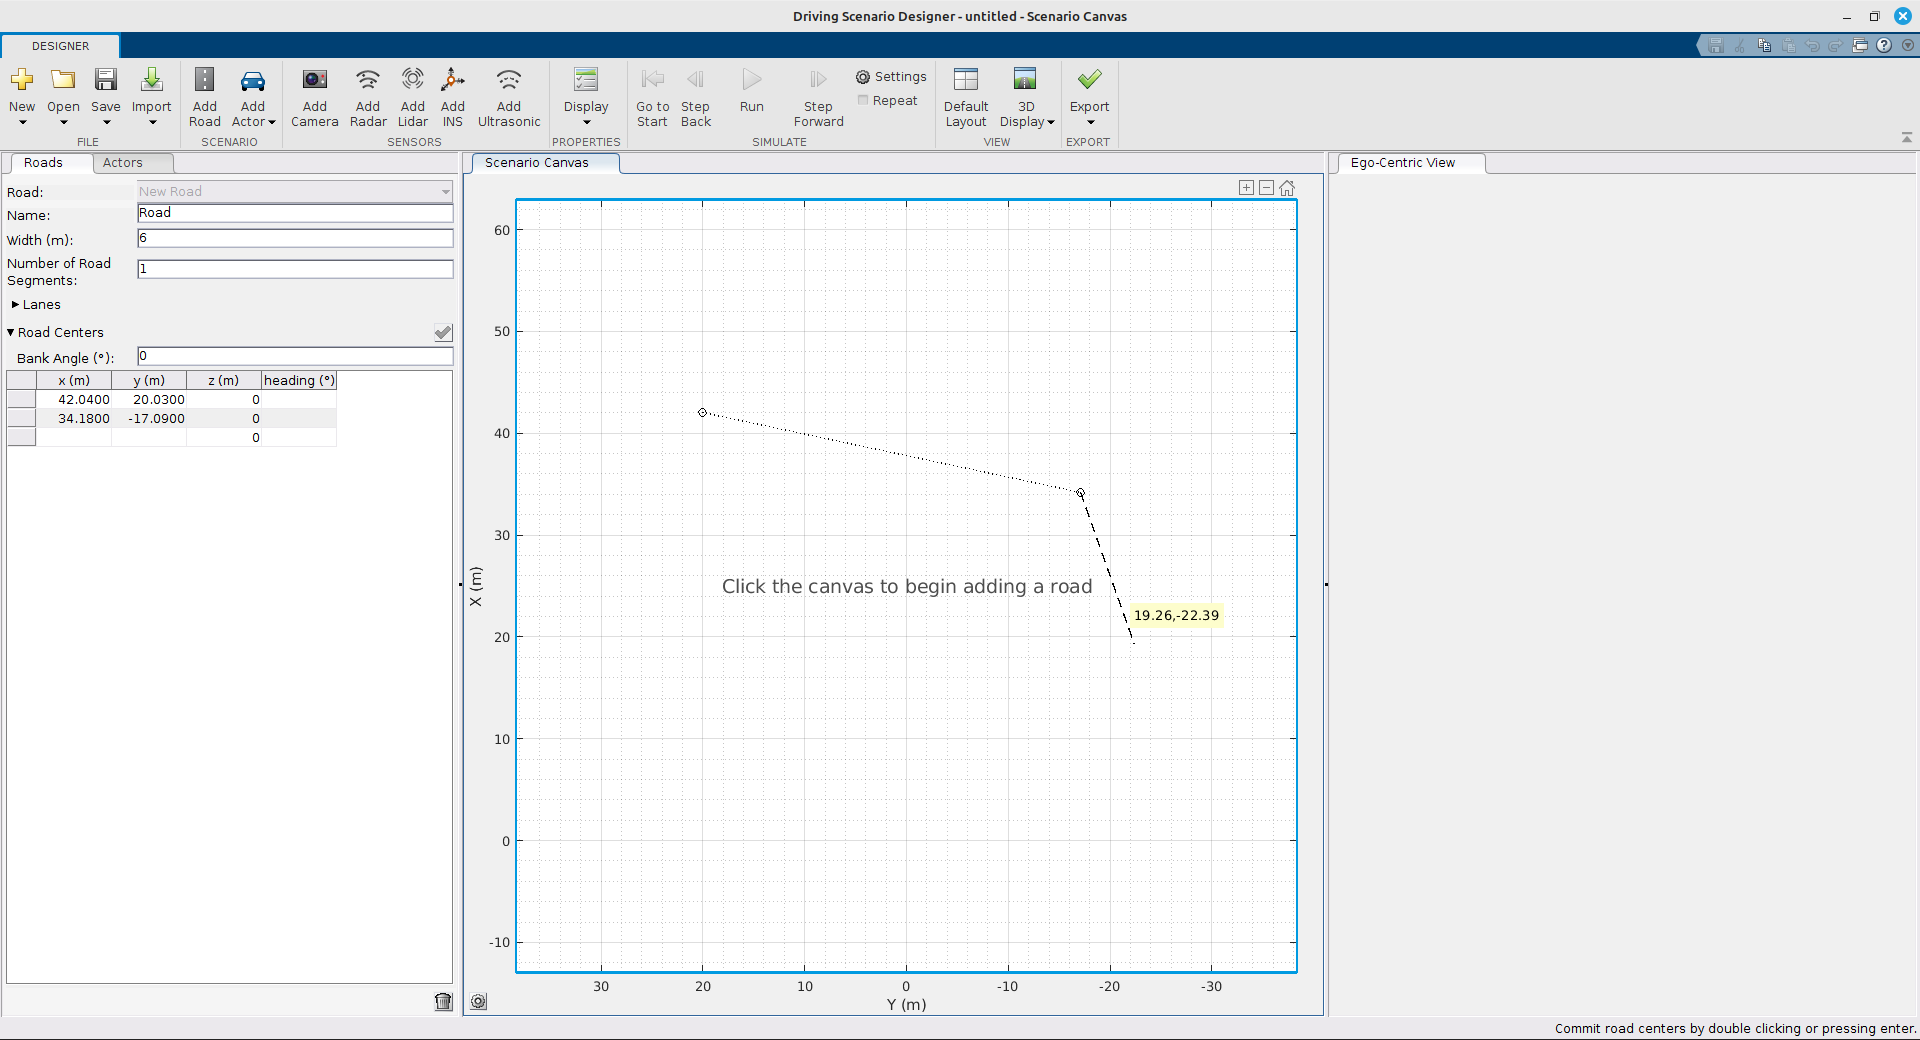 Driving Scenario Designer - untitled - Scenario Canvas
DESIGNER
New
Open
Save
Import
Add Road
Add Actor
Add Camera
Add Radar
Add Lidar
Add INS
Add Ultrasonic
Display
Go to Start
Step Back
Run
Step Forward
Settings
Repeat
Default Layout
3D Display
Export
FILE
SCENARIO
SENSORS
PROPERTIES
SIMULATE
VIEW
EXPORT
Roads
Actors
Road:
New Road
Name:
Road
Width (m):
6
Number of Road
Segments:
1
Lanes
Road Centers
Bank Angle (°):
0
x (m) y (m) z (m) heading (°)
42.0400 20.0300 0
34.1800 -17.0900 0
0
Scenario Canvas
60
50
40
30
20
10
0
-10
X (m)
Click the canvas to begin adding a road
19.26,-22.39
30 20 10 0 -10 -20 -30
Y (m)
Ego-Centric View
Commit road centers by double clicking or pressing enter.